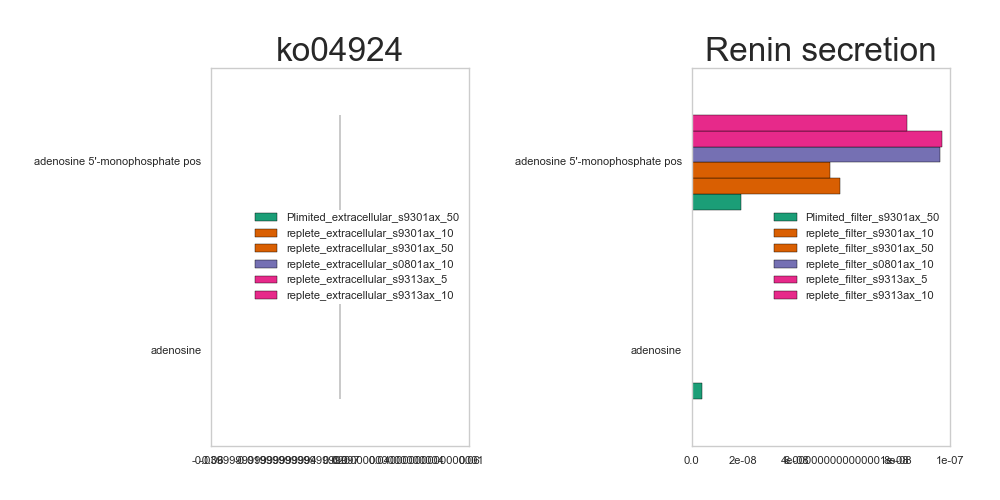 ko04924
Renin secretion
adenosine 5'-monophosphate pos
adenosine
Plimited_extracellular_s9301ax_50
replete_extracellular_s9301ax_10
replete_extracellular_s9301ax_50
replete_extracellular_s0801ax_10
replete_extracellular_s9313ax_5
replete_extracellular_s9313ax_10
adenosine 5'-monophosphate pos
adenosine
Plimited_filter_s9301ax_50
replete_filter_s9301ax_10
replete_filter_s9301ax_50
replete_filter_s0801ax_10
replete_filter_s9313ax_5
replete_filter_s9313ax_10
0.0 2e-08 1e-07